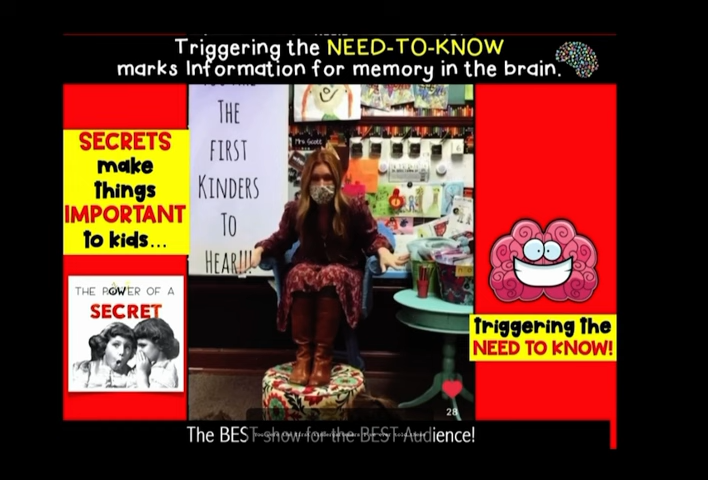 Triggering the NEED-TO-KNOW
marks Information for memory in the brain.
SECRETS
make
things
IMPORTANT
to kids...
THE POWER OF A
SECRET
THE
FIRST
KINDERS
TO
HEAR!!!
Mrs. Scott
triggering the
NEED TO KNOW!
28
The BEST show for the BEST Audience!